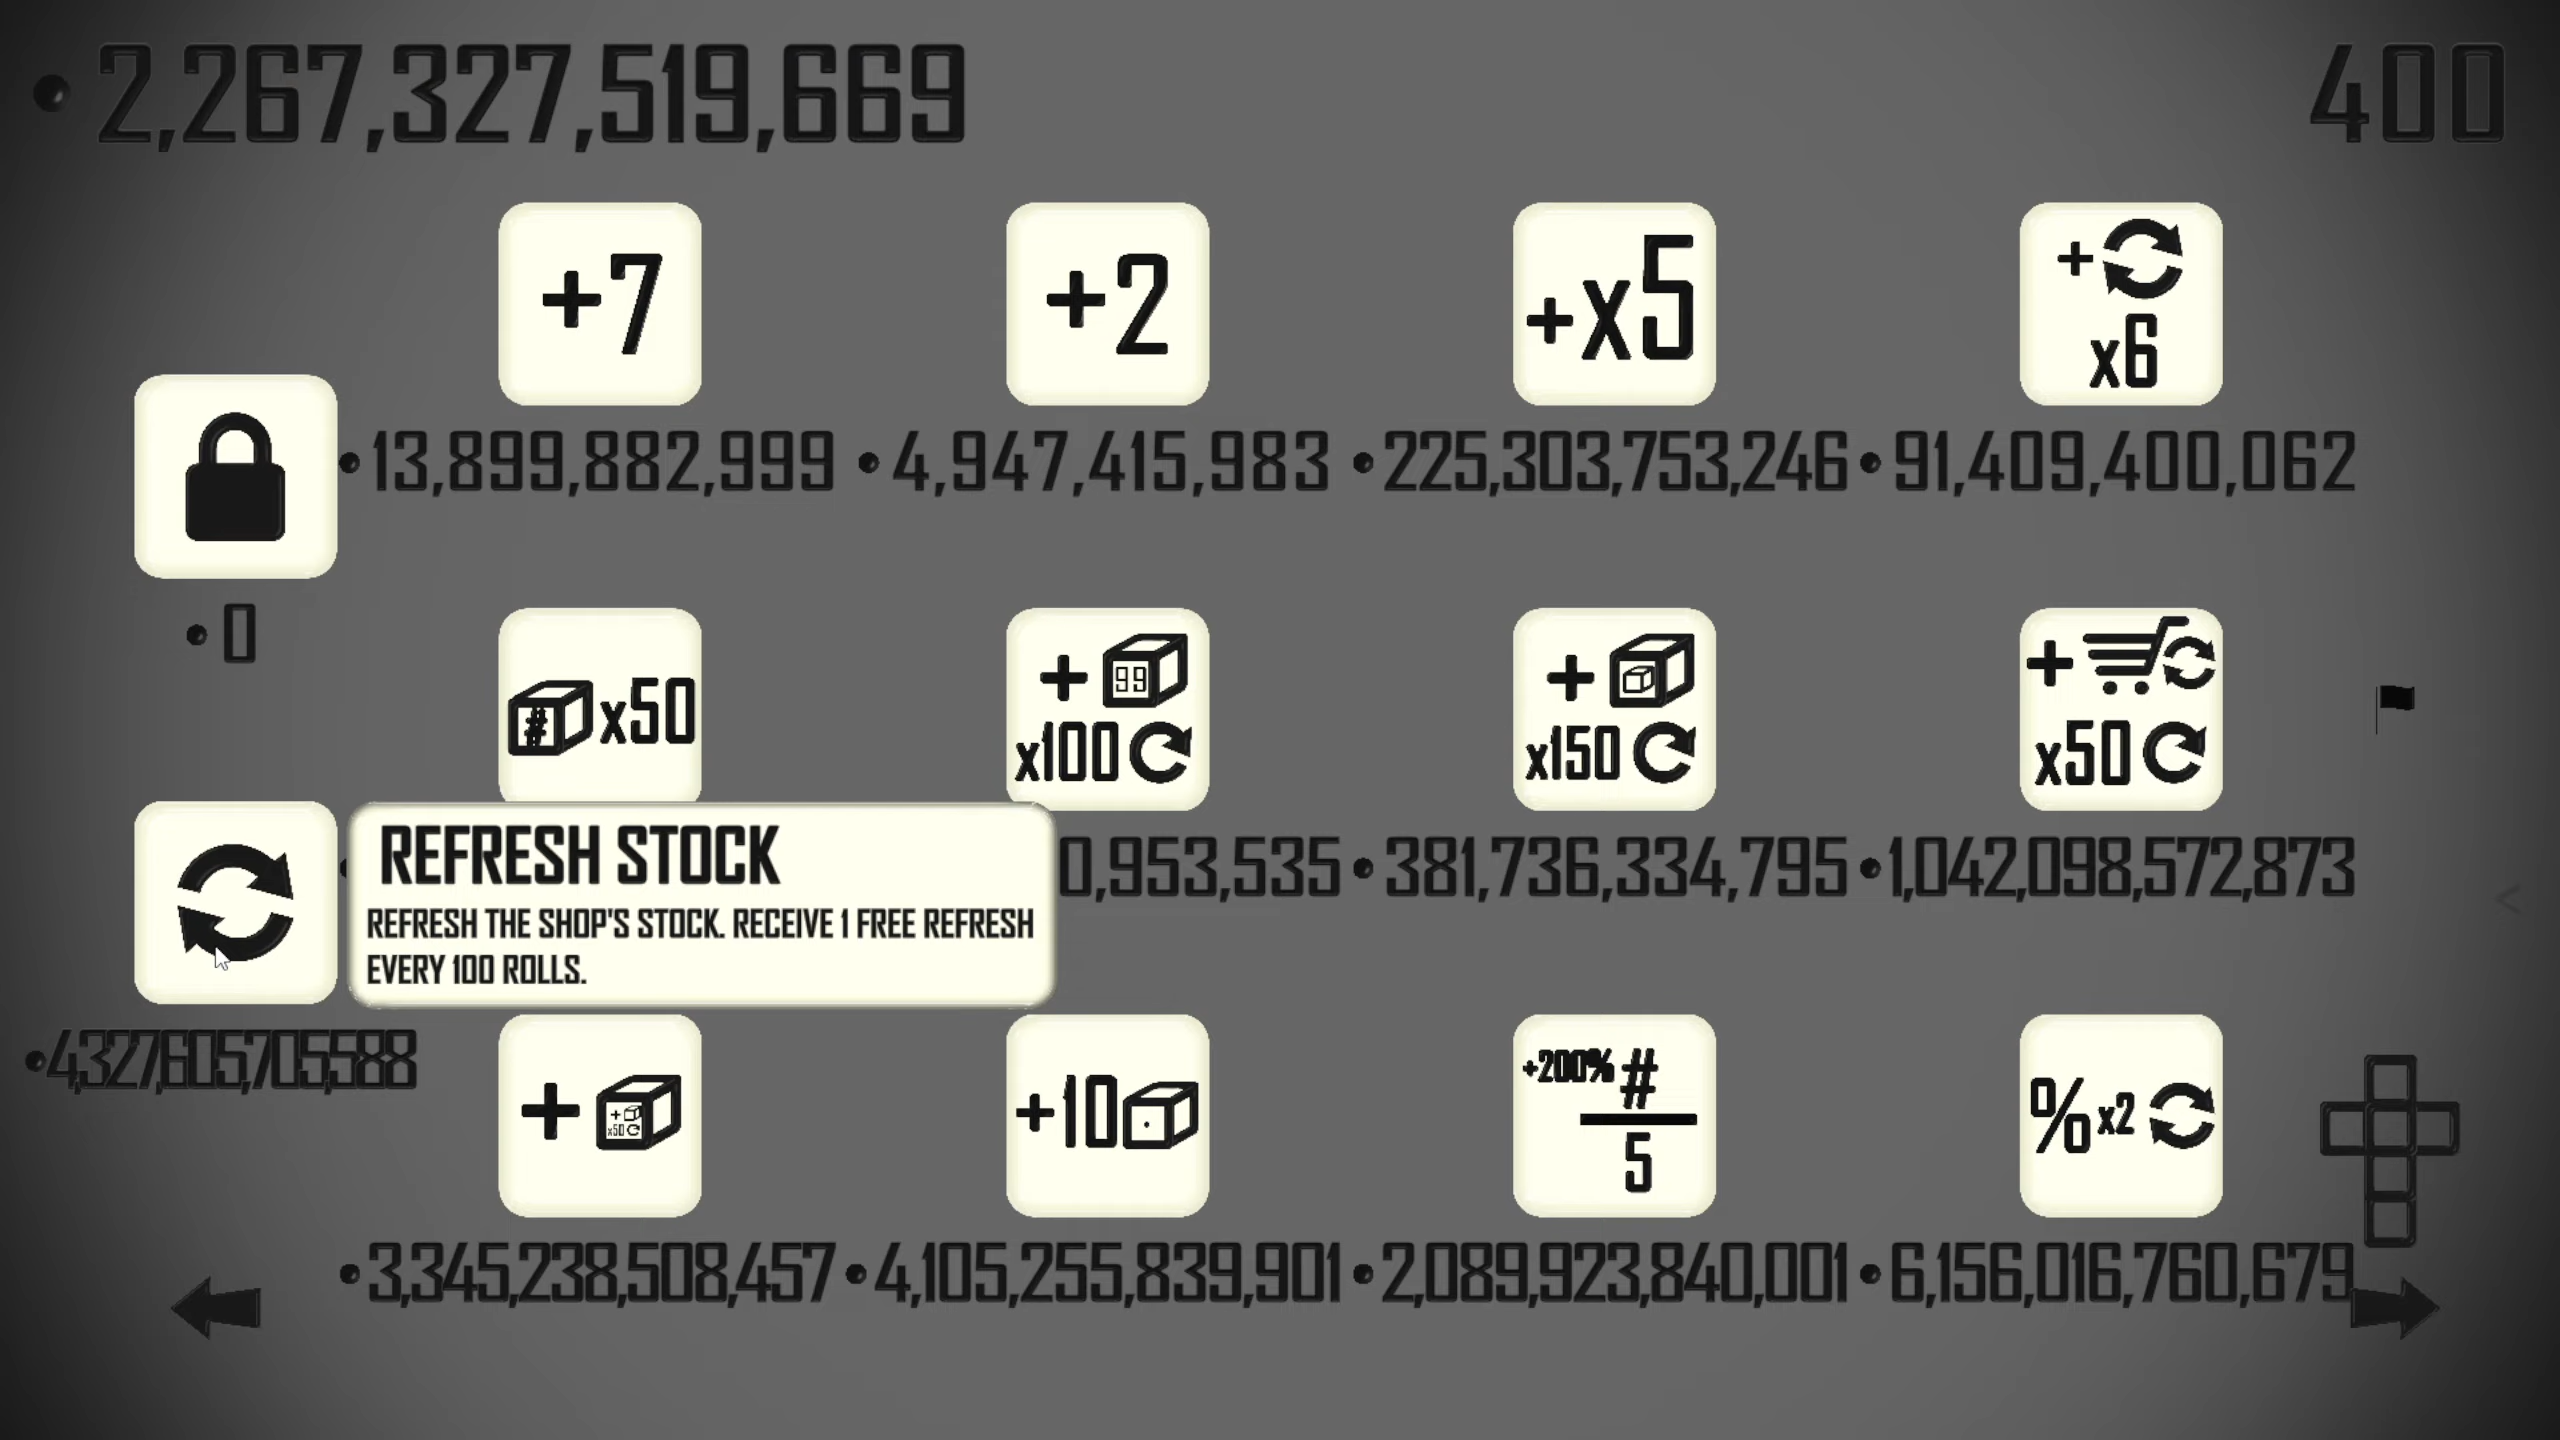 2,267,327,519,669
400
+7
+2
+x5
+
x6
13,899,882,999
4,947,415,983
225,303,753,246
91,409,400,062
0
# x50
+ 99
x100
+
x150
+
x50
REFRESH STOCK
REFRESH THE SHOP'S STOCK. RECEIVE 1 FREE REFRESH
EVERY 100 ROLLS.
0,953,535
381,736,334,795
1,042,098,572,873
<
4,327,605,705,588
+ + x50
+10
+200% #
5
% x2
3,345,238,508,457
4,105,255,839,901
2,089,923,840,001
6,156,016,760,679